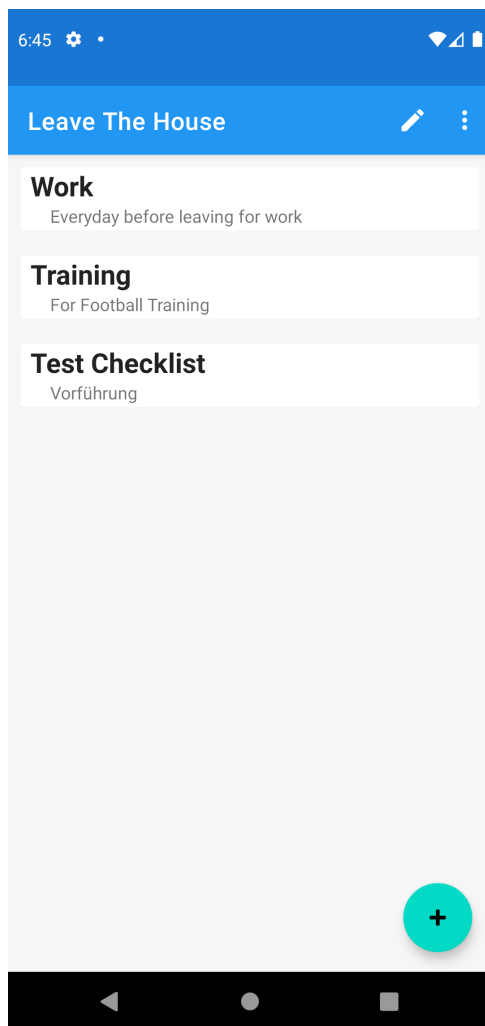 6:45
Leave The House
Work
Everyday before leaving for work
Training
For Football Training
Test Checklist
Vorführung
+